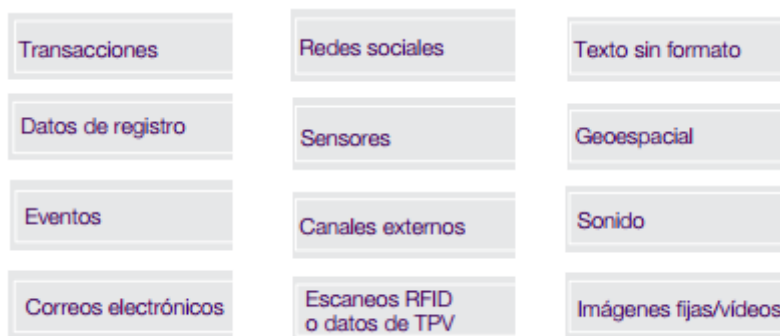 Transacciones
Redes sociales
Texto sin formato
Datos de registro
Sensores
Geoespacial
Eventos
Canales externos
Sonido
Correos electrónicos
Escaneos RFID
o datos de TPV
Imágenes fijas/vídeos